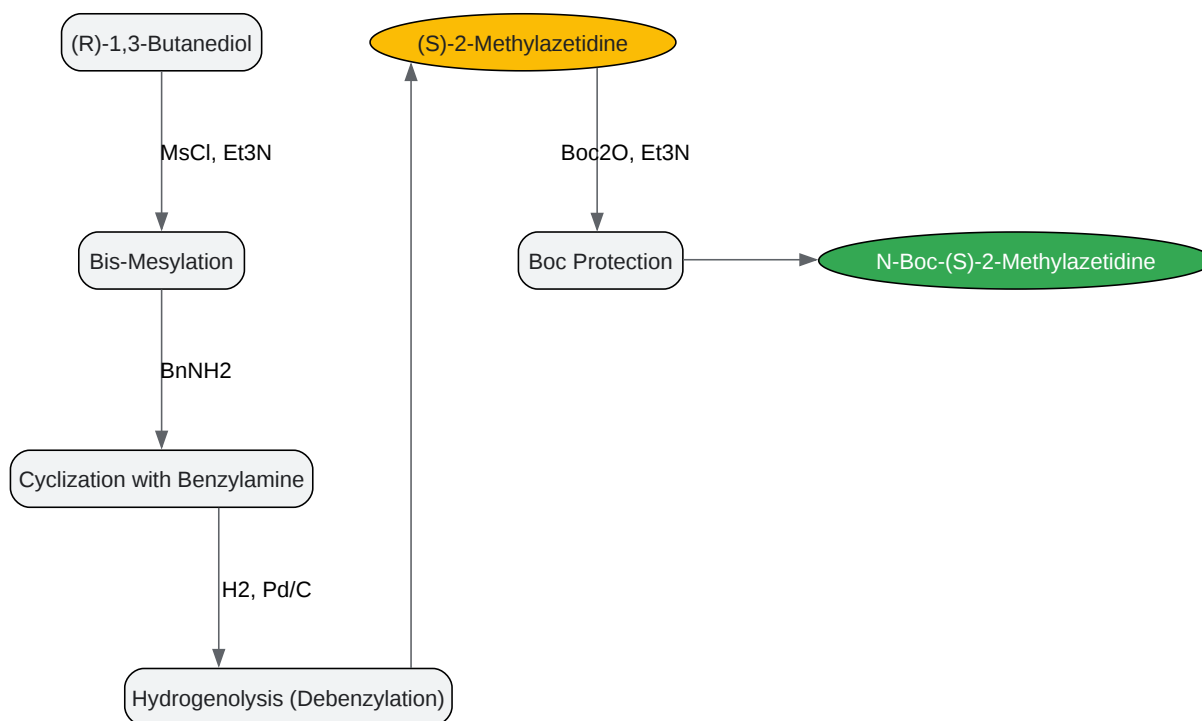 (R)-1,3-Butanediol
MsCl, Et3N
Bis-Mesylation
BnNH2
Cyclization with Benzylamine
H2, Pd/C
Hydrogenolysis (Debenzylation)
(S)-2-Methylazetidine
Boc2O, Et3N
Boc Protection
N-Boc-(S)-2-Methylazetidine